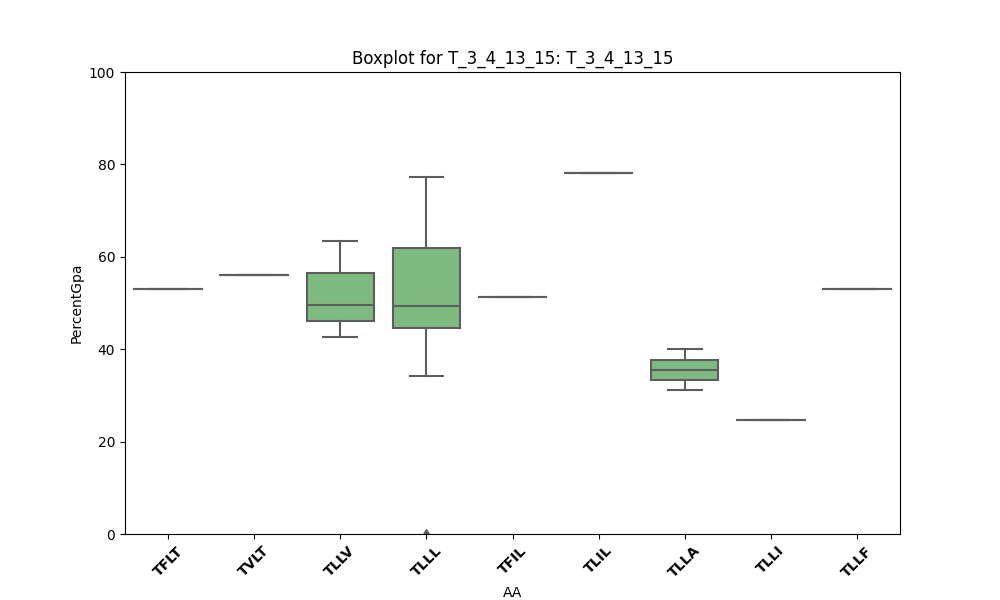 Boxplot for T_3_4_13_15: T_3_4_13_15
100
80
60
40
20
0
PercentGpa
TFLT
TVLT
TLLV
TLLL
TFIL
TLIL
TLLA
TLLI
TLLF
AA